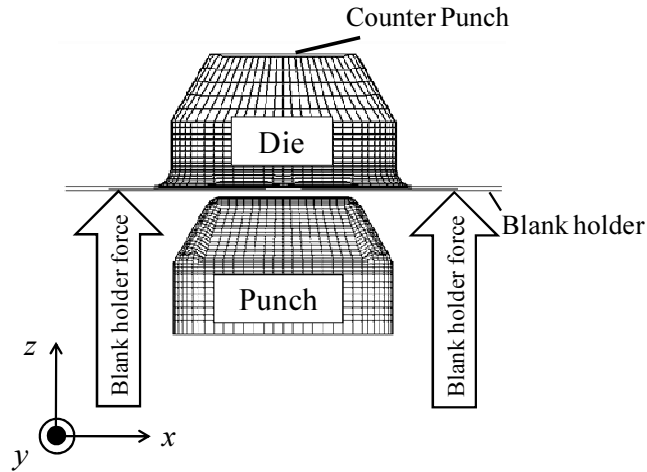 Counter Punch
Die
Blank holder
Blank holder force
Blank holder force
Punch
z
y
x